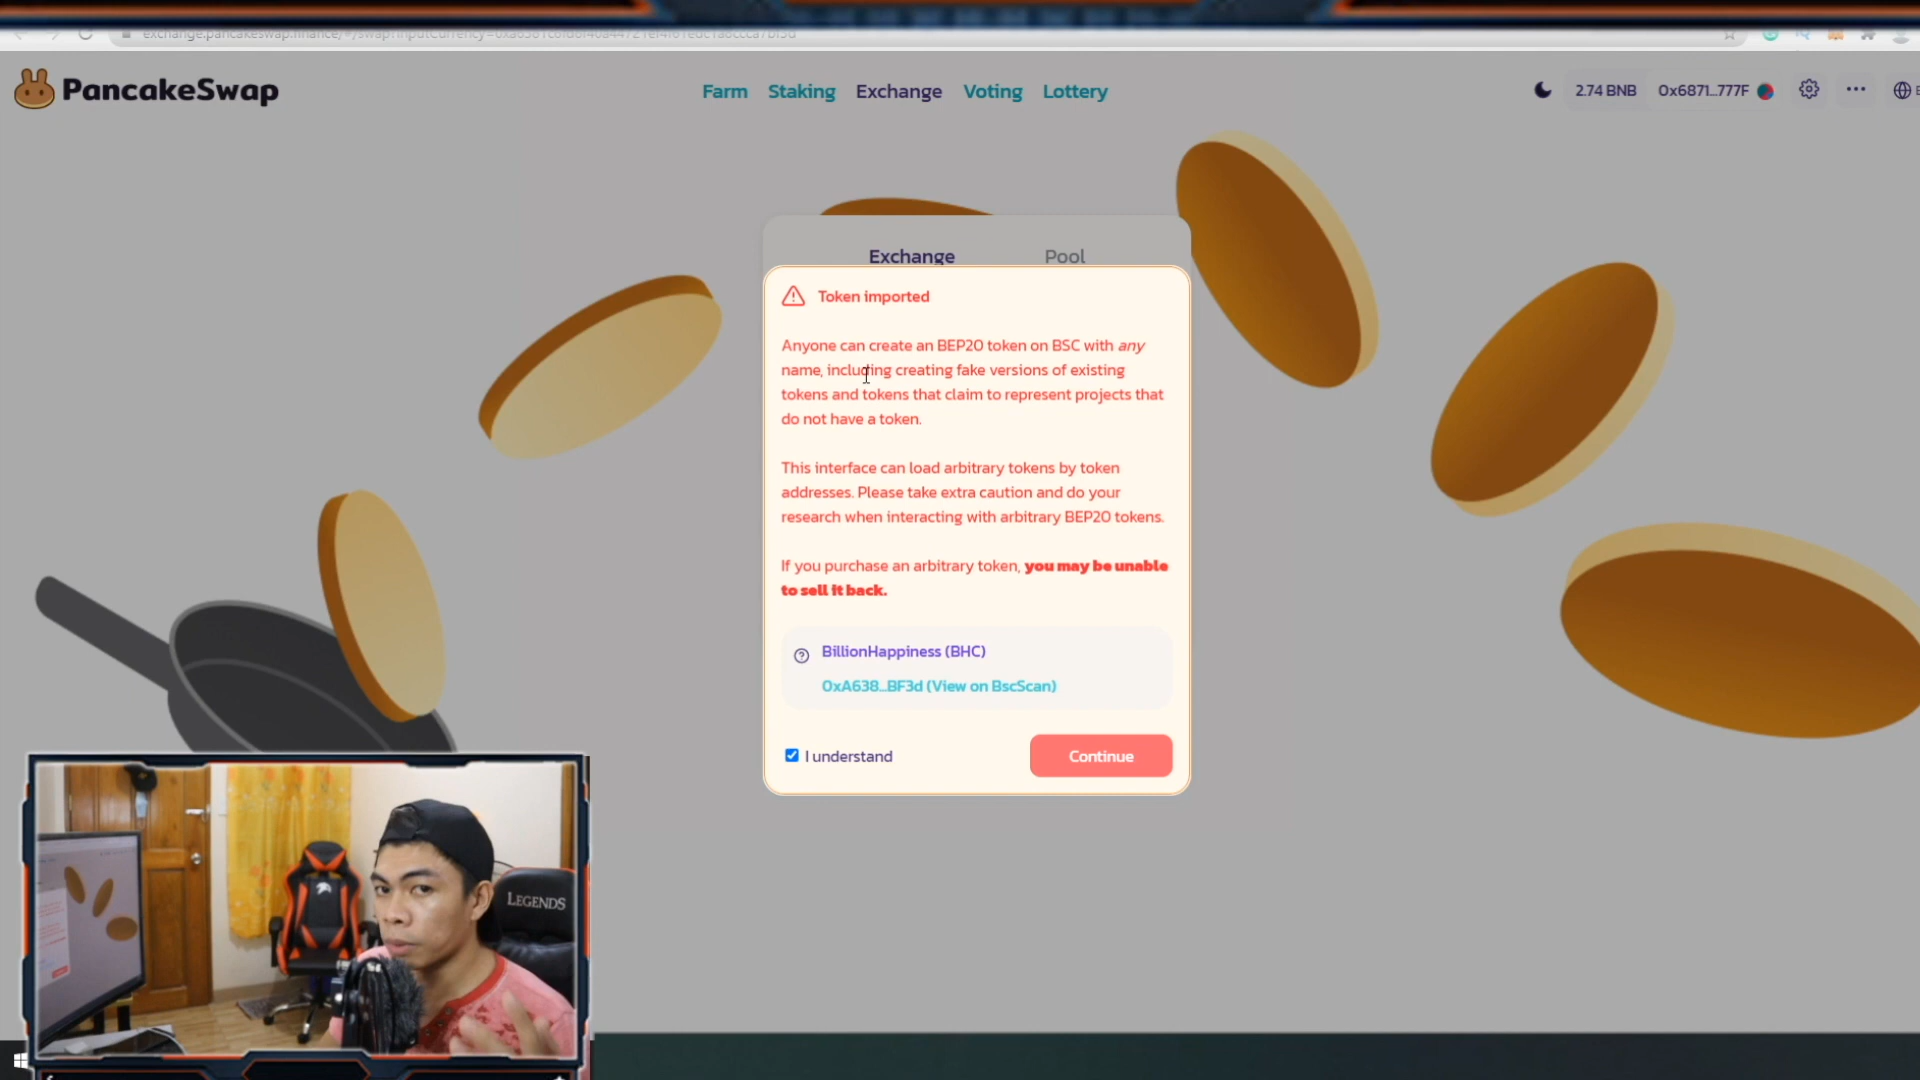 PancakeSwap
Farm Staking Exchange Voting Lottery
2.74 BNB 0x6871...777F
Exchange Pool
Token imported
Anyone can create an BEP20 token on BSC with any
name, including creating fake versions of existing
tokens and tokens that claim to represent projects that
do not have a token.
This interface can load arbitrary tokens by token
addresses. Please take extra caution and do your
research when interacting with arbitrary BEP20 tokens.
If you purchase an arbitrary token, you may be unable
to sell it back.
BillionHappiness (BHC)
0xA638...BF3d (View on BscScan)
I understand
Continue
LEGENDS